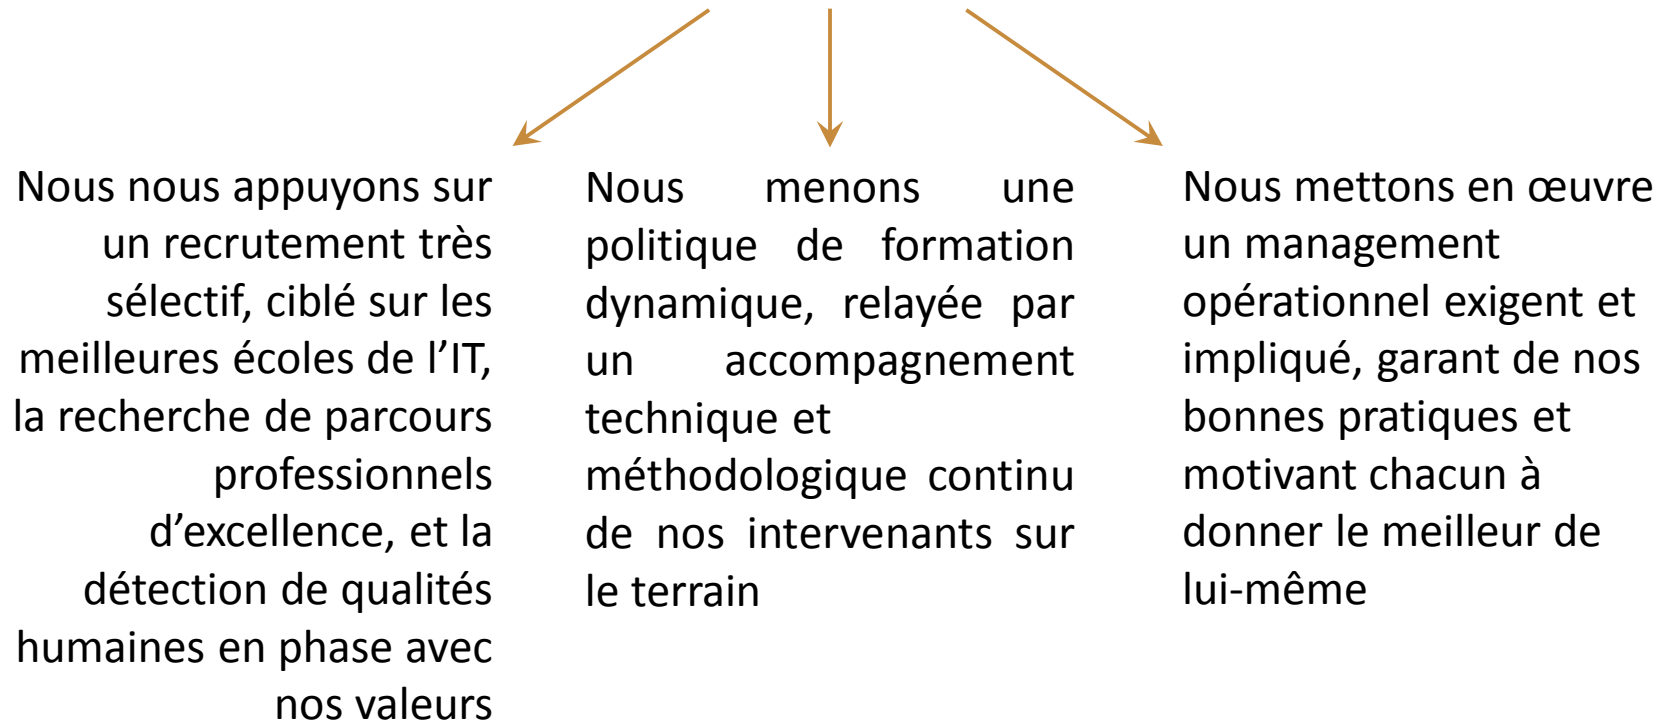 Nous nous appuyons sur
un recrutement très
sélectif, ciblé sur les
meilleures écoles de l’IT,
la recherche de parcours
professionnels
d’excellence, et la
détection de qualités
humaines en phase avec
nos valeurs
Nous menons une
politique de formation
dynamique, relayée par
un accompagnement
technique et
méthodologique continu
de nos intervenants sur
le terrain
Nous mettons en œuvre
un management
opérationnel exigent et
impliqué, garant de nos
bonnes pratiques et
motivant chacun à
donner le meilleur de
lui-même